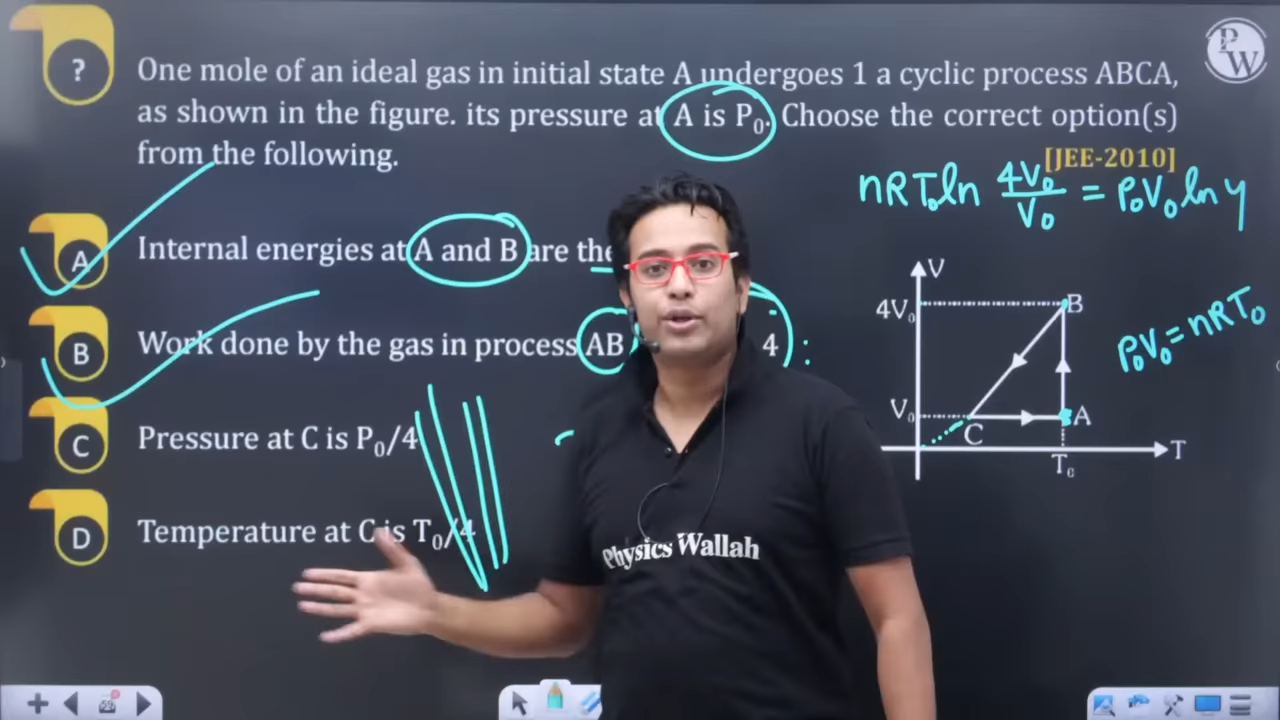 ?
One mole of an ideal gas in initial state A undergoes 1 a cyclic process ABCA,
as shown in the figure. its pressure at A is P₀. Choose the correct option(s)
from the following.
[JEE-2010]
PW
nRT₀ln 4V₀/V₀ = P₀V₀ ln 4
A
Internal energies at A and B are the
B
Work done by the gas in process AB
4
C
Pressure at C is P₀/4
D
Temperature at C is T₀/4
V
4V₀
B
P₀V₀ = nRT₀
V₀
C
A
T
T₀
Physics Wallah